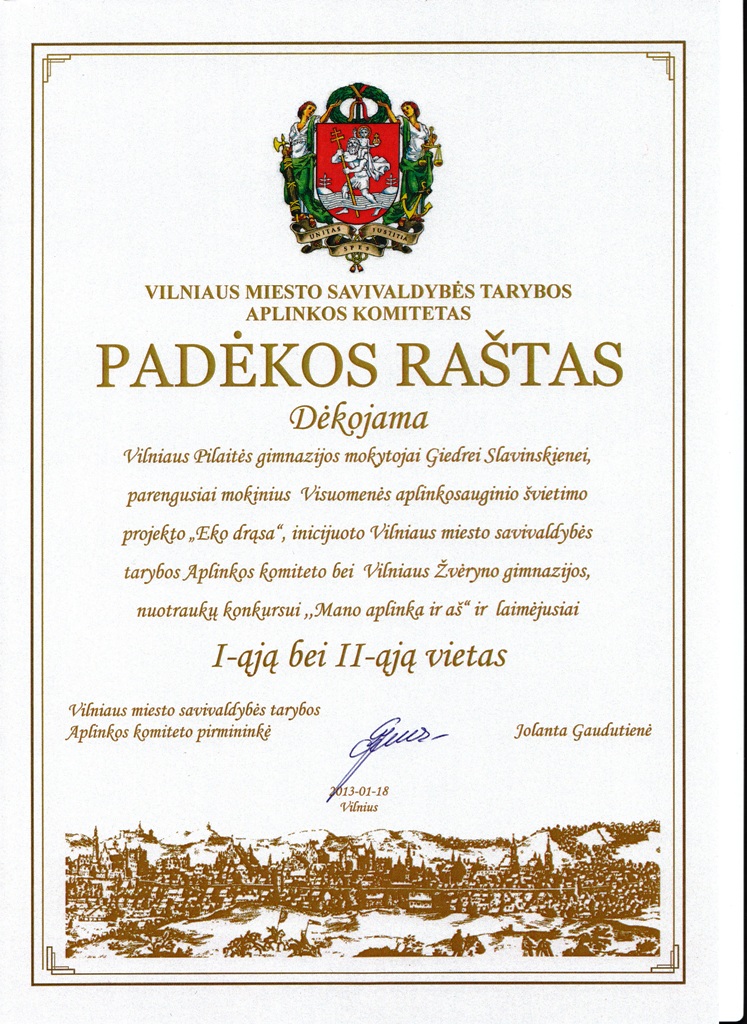 UNITAS JUSTITIA
SPES
VILNIAUS MIESTO SAVIVALDYBĖS TARYBOS
APLINKOS KOMITETAS
PADĖKOS RAŠTAS
Dėkojama
Vilniaus Pilaitės gimnazijos mokytojai Giedrei Slavinskienei,
parengusiai mokinius Visuomenės aplinkosauginio švietimo
projekto „Eko drąsa“, inicijuoto Vilniaus miesto savivaldybės
tarybos Aplinkos komiteto bei Vilniaus Žvėryno gimnazijos,
nuotraukų konkursui ,,Mano aplinka ir aš“ ir laimėjusiai
I-ąją bei II-ąją vietas
Vilniaus miesto savivaldybės tarybos
Aplinkos komiteto pirmininkė Jolanta Gaudutienė
2013-01-18
Vilnius